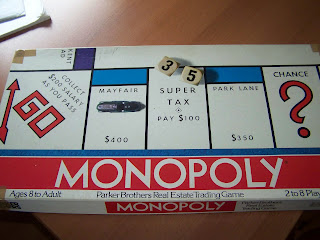 COLLECT
$200 SALARY
AS YOU PASS
GO
MAYFAIR
$400
SUPER
TAX
PAY $100
PARK LANE
$350
CHANCE
?
3
5
MONOPOLY
Ages 8 to Adult
Parker Brothers Real Estate Trading Game
2 to 8 Play
MONOPOLY